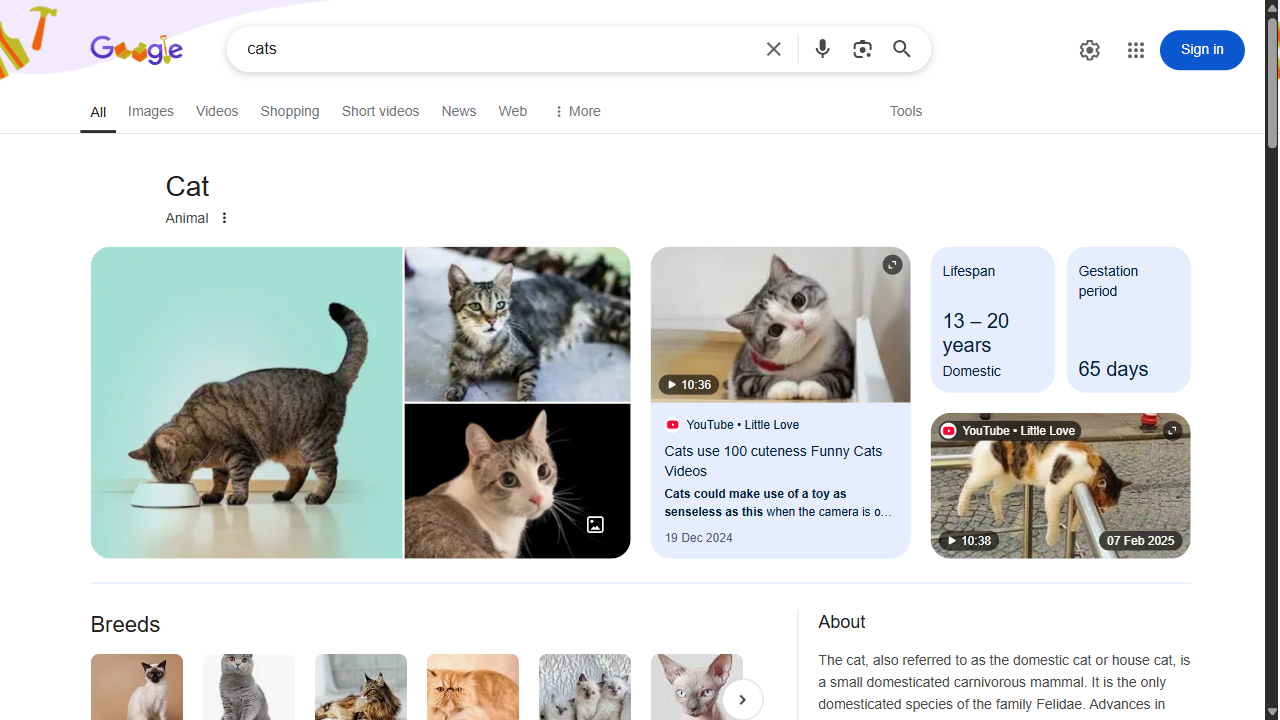 Google
cats
Sign in
All
Images
Videos
Shopping
Short videos
News
Web
More
Tools
Cat
Animal
10:36
YouTube • Little Love
Cats use 100 cuteness Funny Cats
Videos
Cats could make use of a toy as
senseless as this when the camera is o...
19 Dec 2024
Lifespan
13 – 20
years
Domestic
Gestation
period
65 days
YouTube • Little Love
10:38
07 Feb 2025
Breeds
About
The cat, also referred to as the domestic cat or house cat, is
a small domesticated carnivorous mammal. It is the only
domesticated species of the family Felidae. Advances in